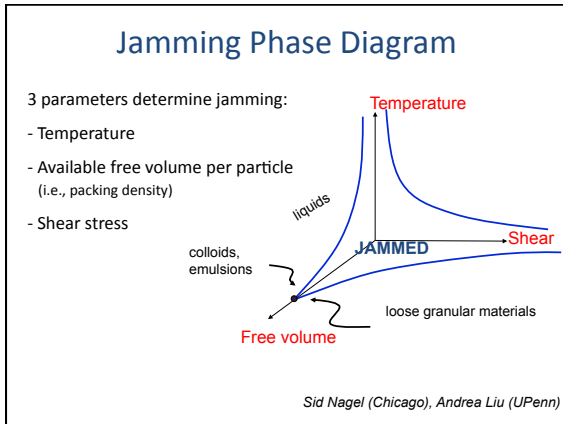 Jamming Phase Diagram
3 parameters determine jamming:
- Temperature
- Available free volume per particle
(i.e., packing density)
- Shear stress
Temperature
liquids
Shear
JAMMED
colloids,
emulsions
loose granular materials
Free volume
Sid Nagel (Chicago), Andrea Liu (UPenn)